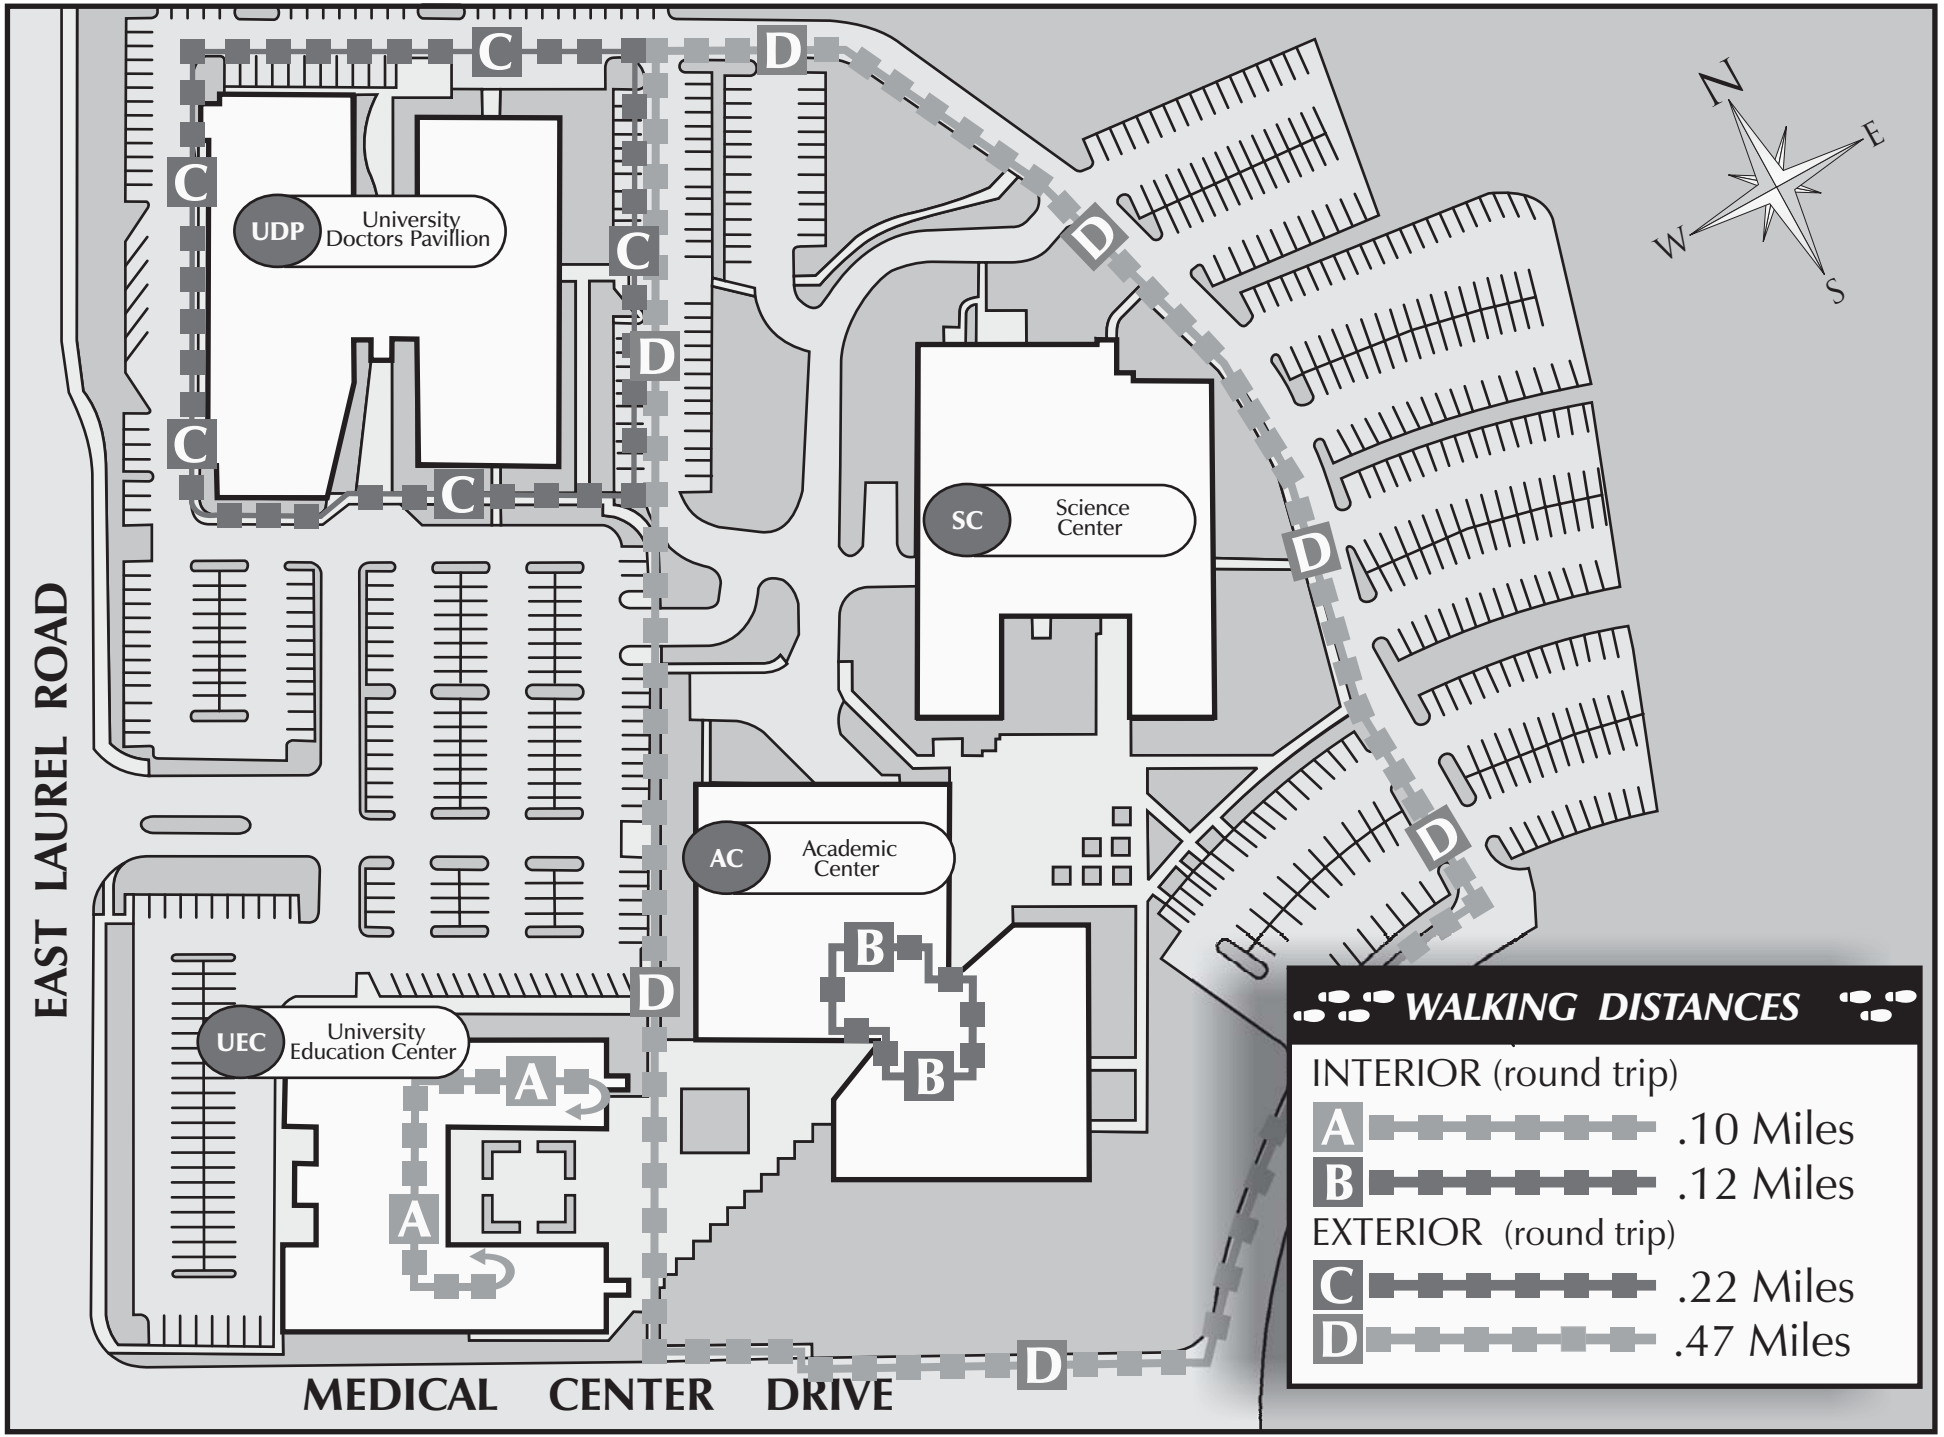 C
D
N
E
W
S
C
UDP
University
Doctors Pavillion
C
D
D
C
C
SC
Science
Center
D
EAST LAUREL ROAD
AC
Academic
Center
D
B
D
B
UEC
University
Education Center
A
A
WALKING DISTANCES
INTERIOR (round trip)
A .10 Miles
B .12 Miles
EXTERIOR (round trip)
C .22 Miles
D .47 Miles
D
MEDICAL CENTER DRIVE